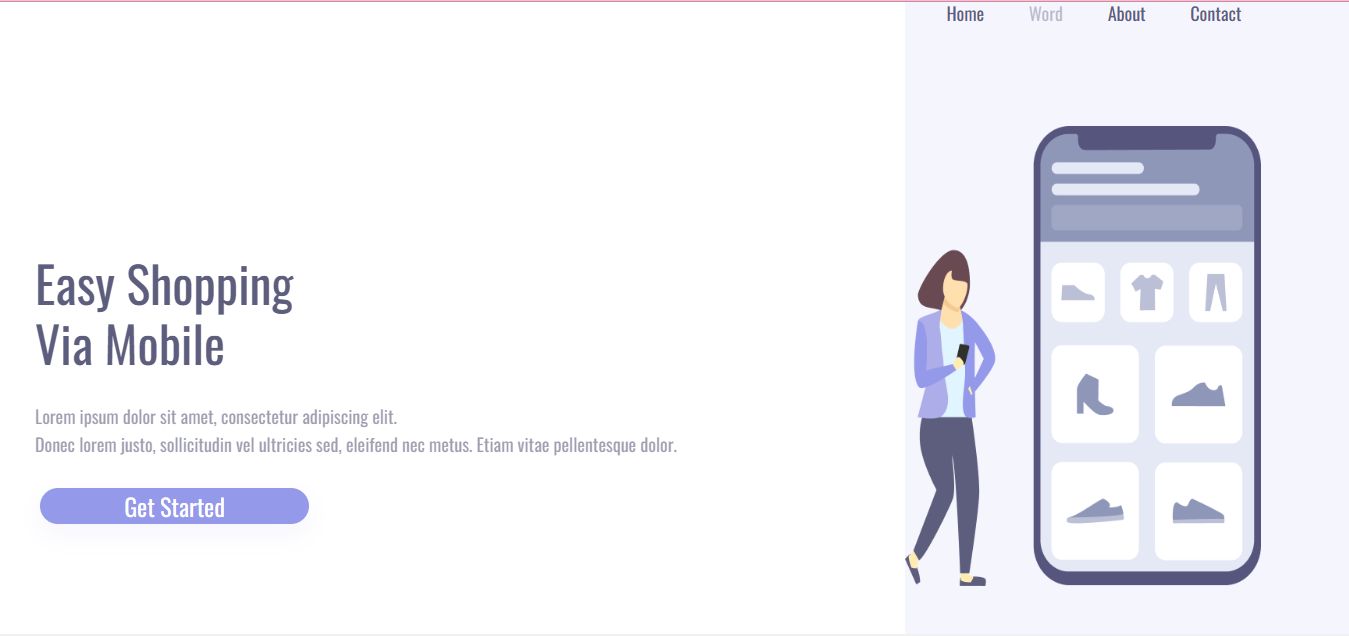 Home Word About Contact
Easy Shopping
Via Mobile
Lorem ipsum dolor sit amet, consectetur adipiscing elit.
Donec lorem justo, sollicitudin vel ultricies sed, eleifend nec metus. Etiam vitae pellentesque dolor.
Get Started